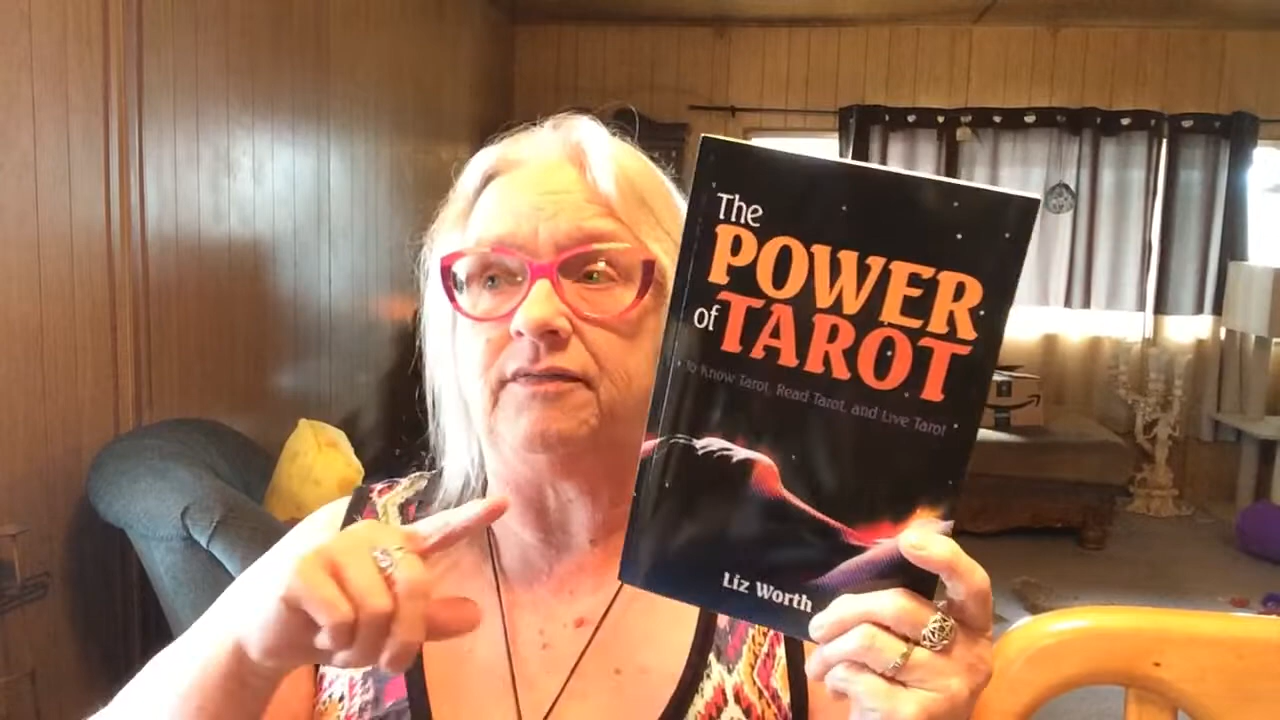 The
POWER
of TAROT
To Know Tarot, Read Tarot, and Live Tarot
Liz Worth